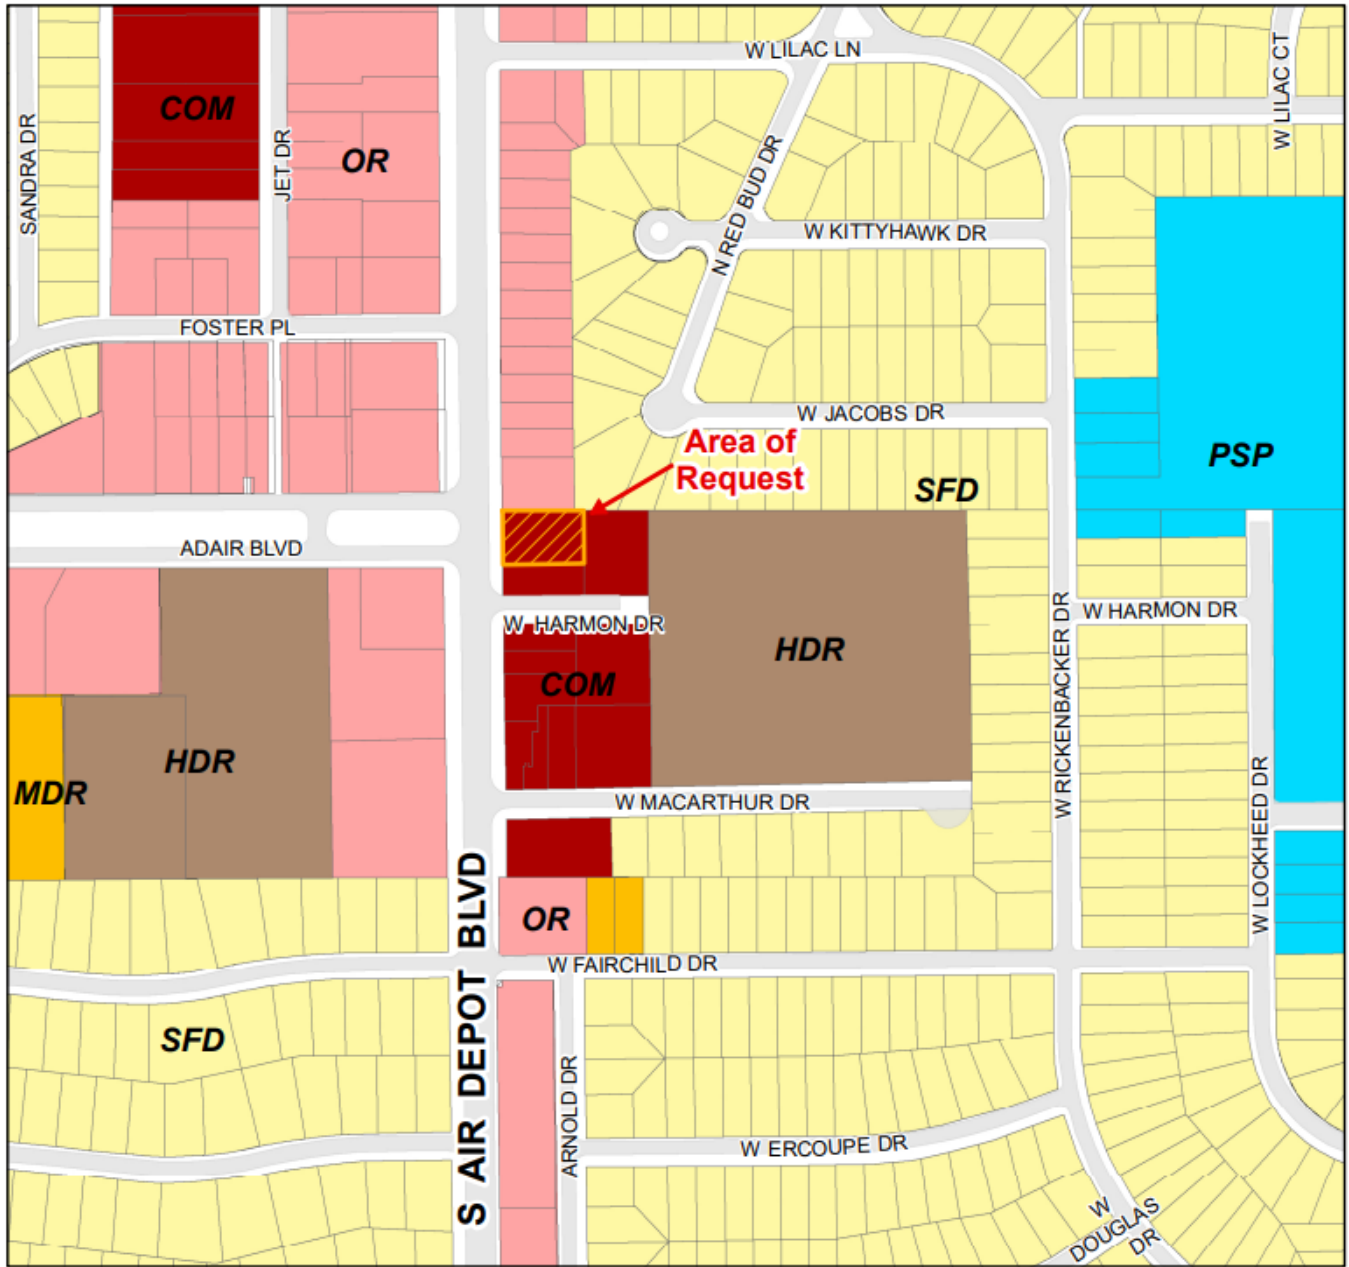 W LILAC LN
W LILAC CT
COM
SANDRA DR
JET DR
OR
N RED BUD DR
W KITTYHAWK DR
FOSTER PL
W JACOBS DR
Area of
Request
PSP
SFD
ADAIR BLVD
W HARMON DR
W HARMON DR
W RICKENBACKER DR
HDR
COM
HDR
MDR
W MACARTHUR DR
W LOCKHEED DR
S AIR DEPOT BLVD
OR
W FAIRCHILD DR
SFD
ARNOLD DR
W ERCOUPE DR
W
DOUGLAS
DR